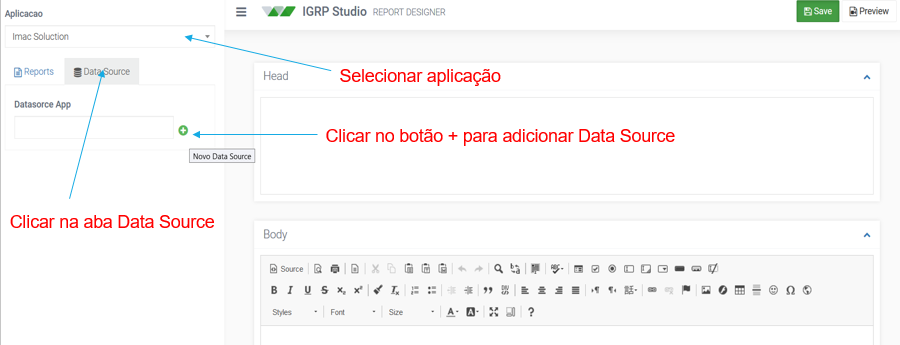 Aplicacao
Imac Soluction
Reports
Data Source
Datasorce App
Novo Data Source
Clicar na aba Data Source
IGRP Studio REPORT DESIGNER
Save
Preview
Selecionar aplicação
Head
Clicar no botão + para adicionar Data Source
Body
Source
Styles
Font
Size